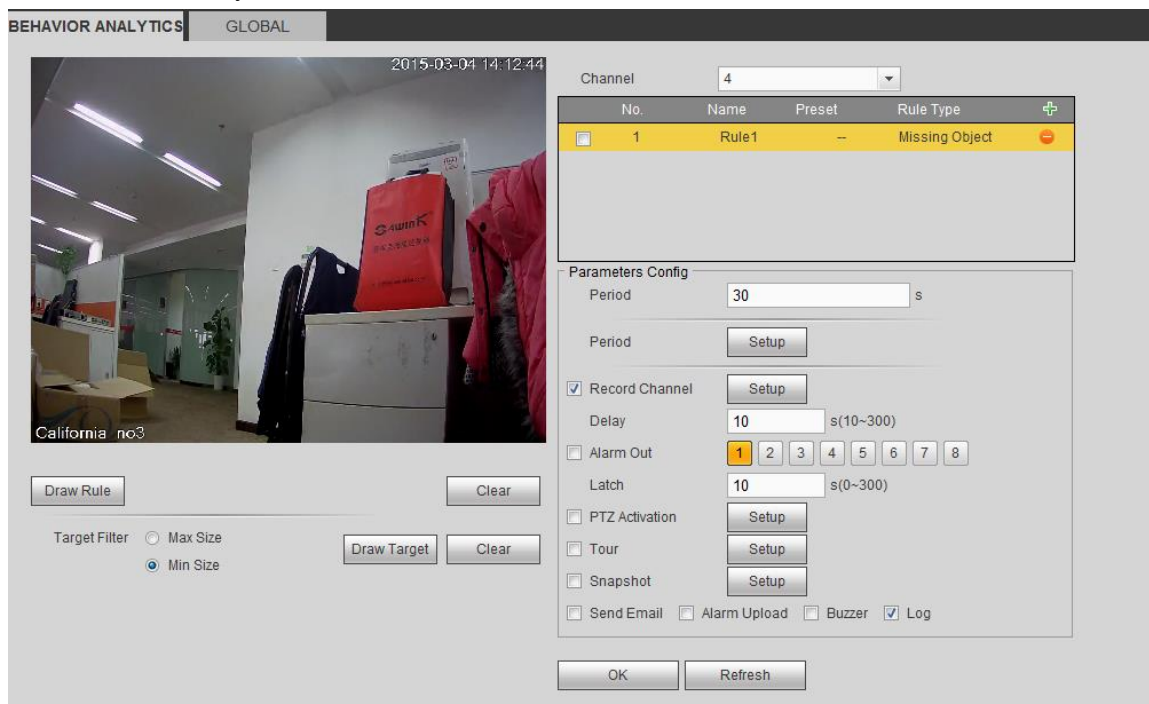 BEHAVIOR ANALYTICS GLOBAL
2015-03-04 14:12:44
SAWINK
California no3
Draw Rule Clear
Target Filter Max Size
Min Size
Draw Target Clear
Channel 4
No. Name Preset Rule Type
1 Rule1 -- Missing Object
Parameters Config
Period 30 s
Period Setup
Record Channel Setup
Delay 10 s(10~300)
Alarm Out 1 2 3 4 5 6 7 8
Latch 10 s(0~300)
PTZ Activation Setup
Tour Setup
Snapshot Setup
Send Email Alarm Upload Buzzer Log
OK Refresh